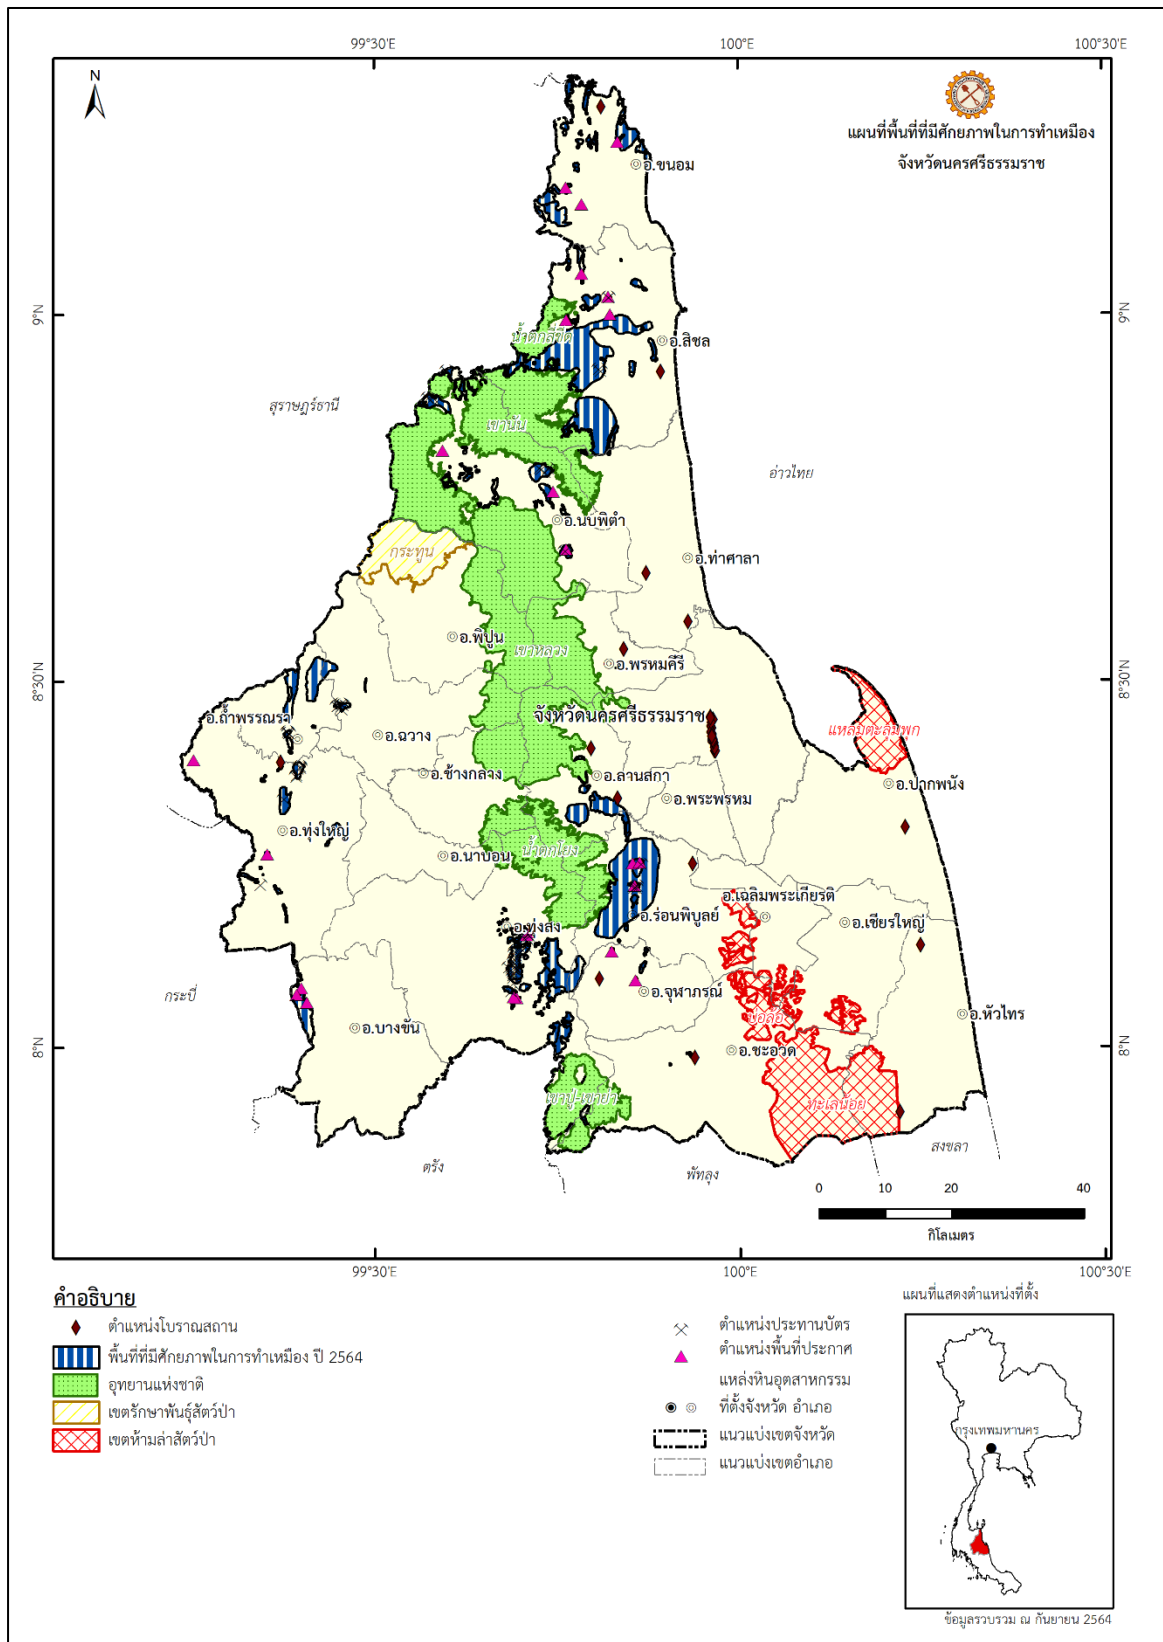 99°30'E
100°E
100°30'E
N
แผนที่พื้นที่ที่มีศักยภาพในการทำเหมือง
จังหวัดนครศรีธรรมราช
อ.ขนอม
9°N
9°N
น้ำตกสี่ขีด
อ.สิชล
สุราษฎร์ธานี
เขานัน
อ่าวไทย
อ.นบพิตำ
กระทูน
อ.ท่าศาลา
อ.พิปูน
เขาหลวง
อ.พรหมคีรี
8°30'N
8°30'N
อ.ถ้ำพรรณรา
จังหวัดนครศรีธรรมราช
แหลมตะลุมพุก
อ.ฉวาง
อ.ช้างกลาง
อ.ลานสกา
อ.ปากพนัง
อ.พระพรหม
อ.ทุ่งใหญ่
อ.นาบอน
น้ำตกโยง
อ.เฉลิมพระเกียรติ
อ.ร่อนพิบูลย์
อ.เชียรใหญ่
อ.ทุ่งสง
กระบี่
อ.จุฬาภรณ์
บ่อล้อ
อ.หัวไทร
อ.บางขัน
8°N
8°N
อ.ชะอวด
เขาปู่-เขาย่า
ทะเลน้อย
สงขลา
ตรัง
พัทลุง
0 10 20 40
กิโลเมตร
99°30'E
100°E
100°30'E
คำอธิบาย
ตำแหน่งโบราณสถาน
พื้นที่ที่มีศักยภาพในการทำเหมือง ปี 2564
อุทยานแห่งชาติ
เขตรักษาพันธุ์สัตว์ป่า
เขตห้ามล่าสัตว์ป่า
ตำแหน่งประทานบัตร
ตำแหน่งพื้นที่ประกาศ
แหล่งหินอุตสาหกรรม
ที่ตั้งจังหวัด อำเภอ
แนวแบ่งเขตจังหวัด
แนวแบ่งเขตอำเภอ
แผนที่แสดงตำแหน่งที่ตั้ง
กรุงเทพมหานคร
ข้อมูลรวบรวม ณ กันยายน 2564